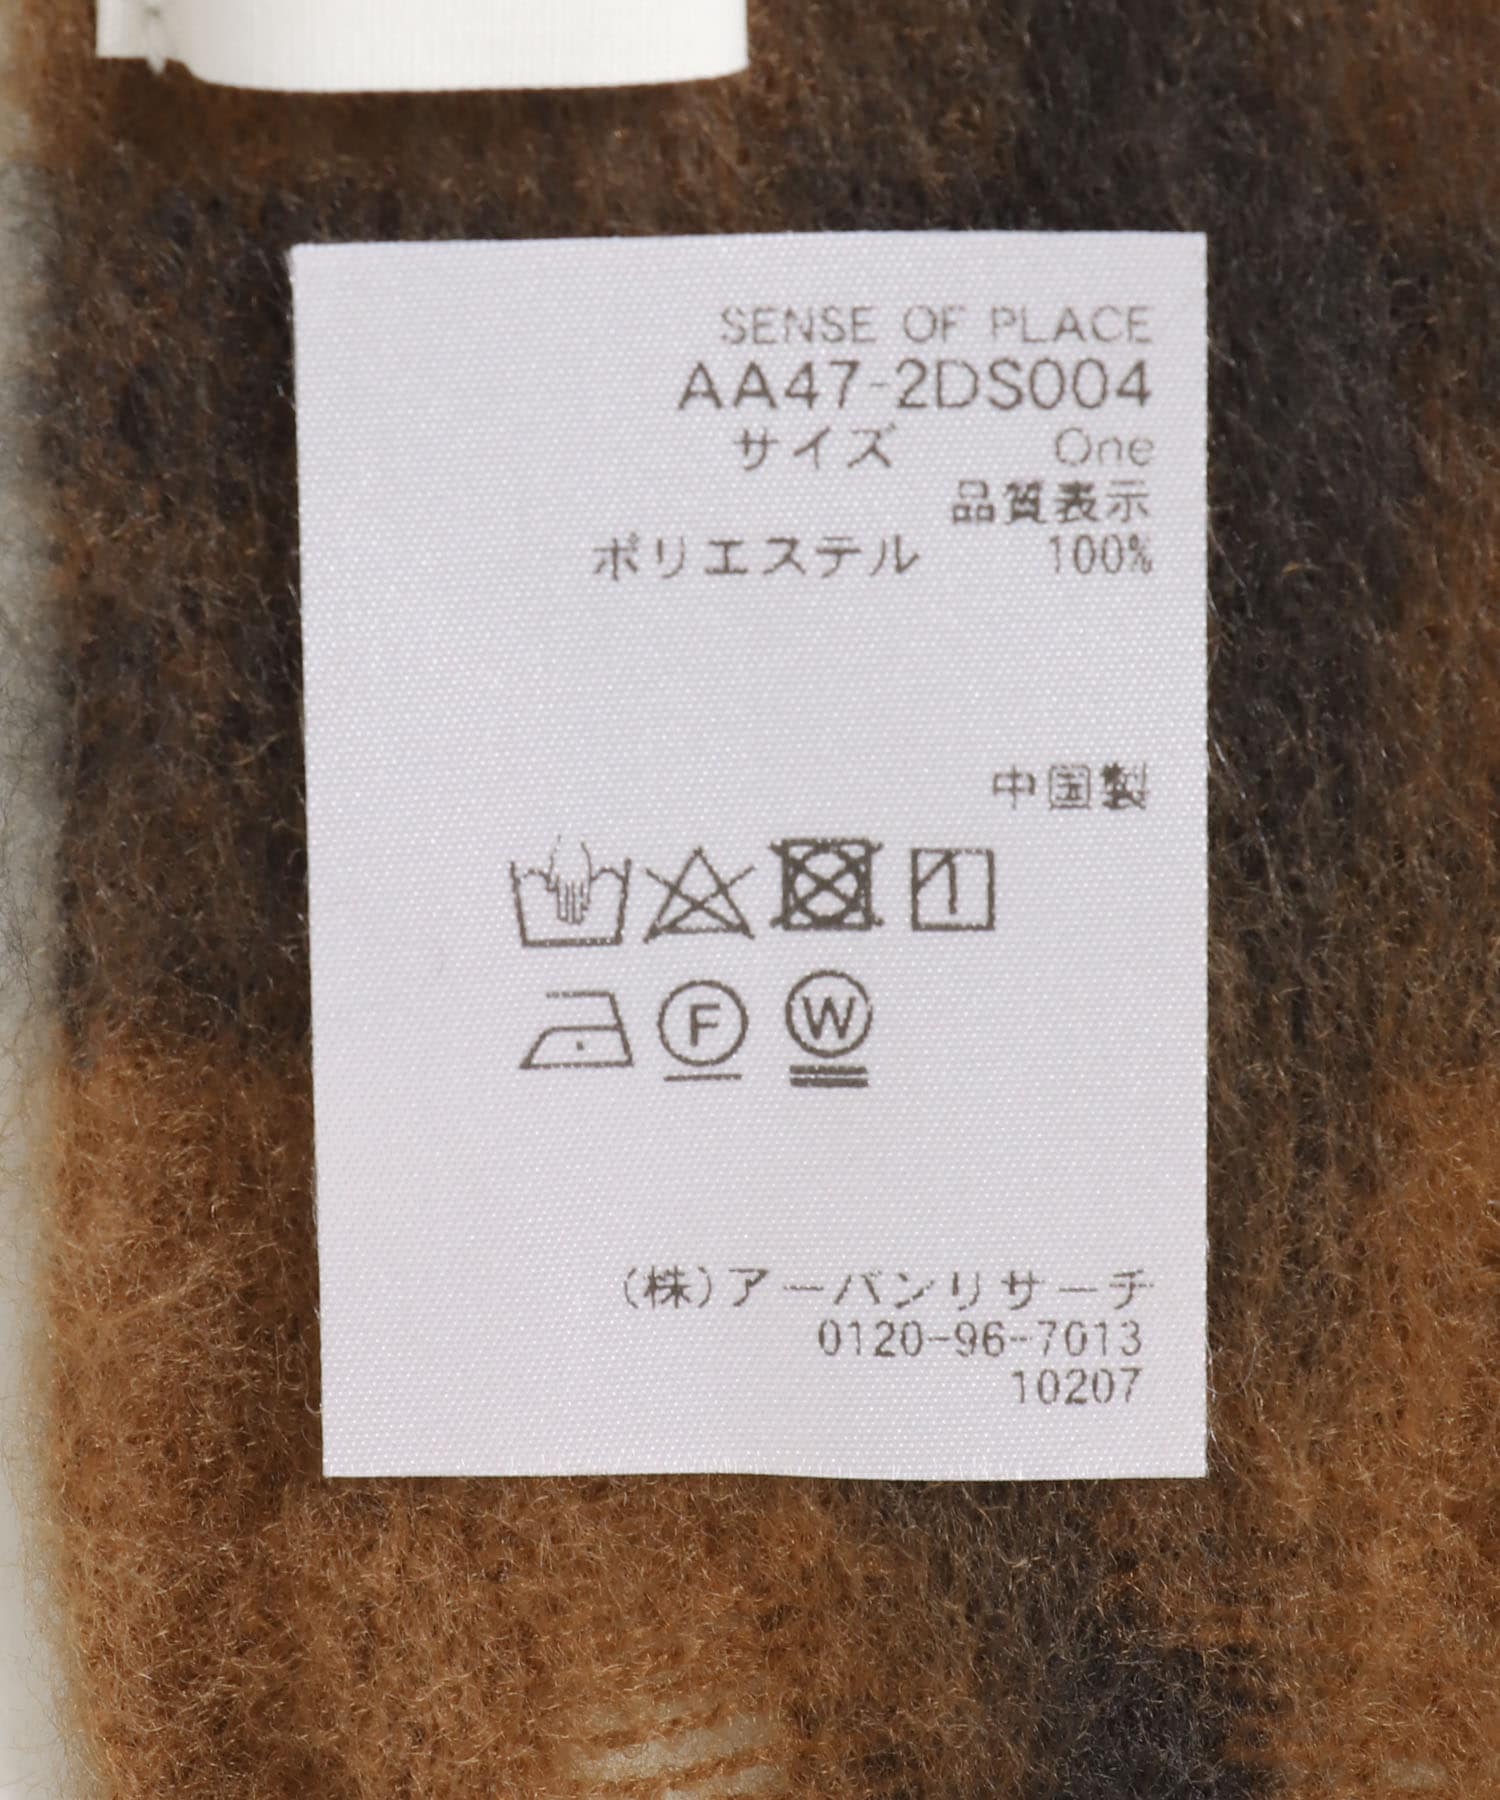 SENSE OF PLACE
AA47-2DS004
サイズ One
品質表示
ポリエステル 100%
中国製
F W
(株)アーバンリサーチ
0120-96-7013
10207